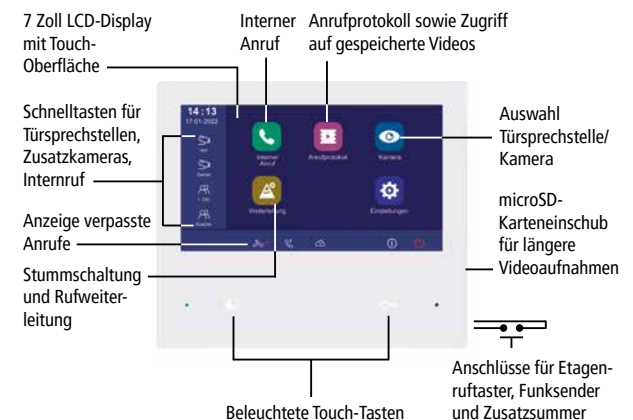 7 Zoll LCD-Display
mit Touch-
Oberfläche
Interner
Anruf
Anrufprotokoll sowie Zugriff
auf gespeicherte Videos
Schnelltasten für
Türsprechstellen,
Zusatzkameras,
Internruf
Anzeige verpasste
Anrufe
Stummschaltung
und Rufweiter-
leitung
14:13
17-01-2022
Interner
Anruf
Anrufprotokoll
Kamera
Weiterleitung
Einstellungen
Auswahl
Türsprechstelle/
Kamera
microSD-
Karteneinschub
für längere
Videoaufnahmen
Anschlüsse für Etagen-
ruftaster, Funksender
und Zusatzsummer
Beleuchtete Touch-Tasten